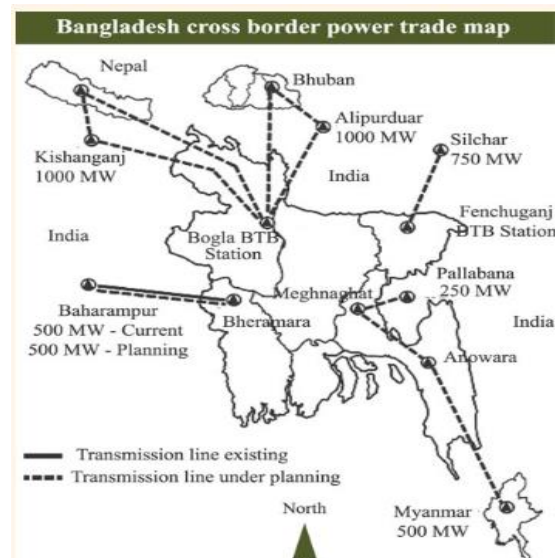 Bangladesh cross border power trade map
Nepal
Bhuban
Alipurduar
1000 MW
Silchar
750 MW
Kishanganj
1000 MW
India
Fenchuganj
BTB Station
India
Bogla BTB
Station
Pallabana
250 MW
Meghnaghat
Baharampur
500 MW - Current
500 MW - Planning
Bheramara
India
Anowara
Transmission line existing
Transmission line under planning
North
Myanmar
500 MW